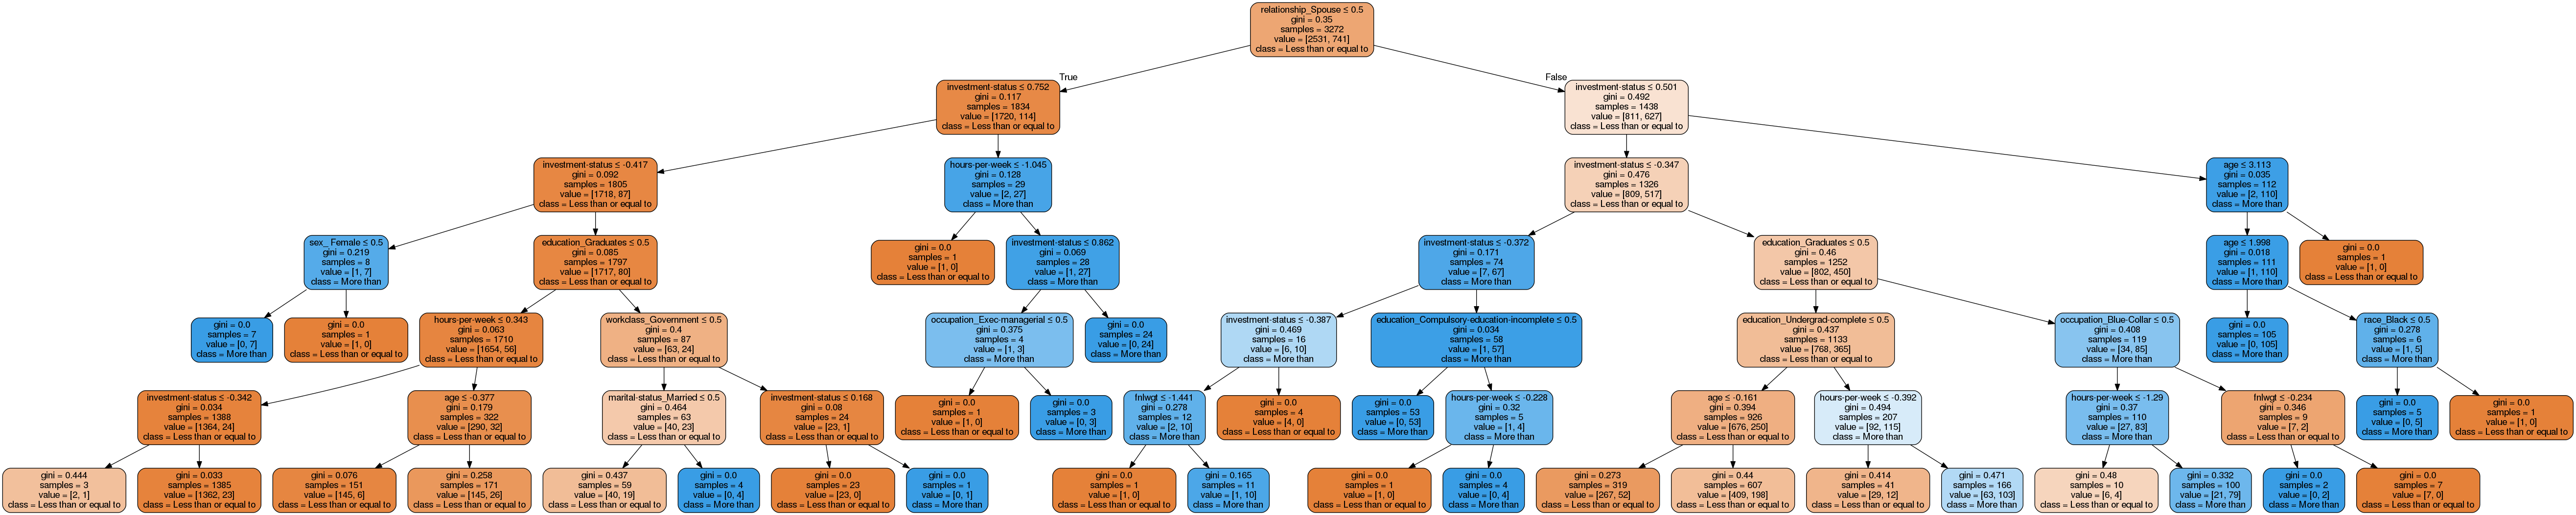 relationship_Spouse ≤ 0.5
gini = 0.35
samples = 3272
value = [2531, 741]
class = Less than or equal to
True
False
investment-status ≤ 0.752
gini = 0.117
samples = 1834
value = [1720, 114]
class = Less than or equal to
investment-status ≤ 0.501
gini = 0.492
samples = 1438
value = [811, 627]
class = Less than or equal to
investment-status ≤ -0.417
gini = 0.092
samples = 1805
value = [1718, 87]
class = Less than or equal to
hours-per-week ≤ -1.045
gini = 0.128
samples = 29
value = [2, 27]
class = More than
investment-status ≤ -0.347
gini = 0.476
samples = 1326
value = [809, 517]
class = Less than or equal to
age ≤ 3.113
gini = 0.035
samples = 112
value = [2, 110]
class = More than
sex_ Female ≤ 0.5
gini = 0.219
samples = 8
value = [1, 7]
class = More than
education_Graduates ≤ 0.5
gini = 0.085
samples = 1797
value = [1717, 80]
class = Less than or equal to
gini = 0.0
samples = 1
value = [1, 0]
class = Less than or equal to
investment-status ≤ 0.862
gini = 0.069
samples = 28
value = [1, 27]
class = More than
investment-status ≤ -0.372
gini = 0.171
samples = 74
value = [7, 67]
class = More than
education_Graduates ≤ 0.5
gini = 0.46
samples = 1252
value = [802, 450]
class = Less than or equal to
age ≤ 1.998
gini = 0.018
samples = 111
value = [1, 110]
class = More than
gini = 0.0
samples = 1
value = [1, 0]
class = Less than or equal to
gini = 0.0
samples = 7
value = [0, 7]
class = More than
gini = 0.0
samples = 1
value = [1, 0]
class = Less than or equal to
hours-per-week ≤ 0.343
gini = 0.063
samples = 1710
value = [1654, 56]
class = Less than or equal to
workclass_Government ≤ 0.5
gini = 0.4
samples = 87
value = [63, 24]
class = Less than or equal to
occupation_Exec-managerial ≤ 0.5
gini = 0.375
samples = 4
value = [1, 3]
class = More than
gini = 0.0
samples = 24
value = [0, 24]
class = More than
investment-status ≤ -0.387
gini = 0.469
samples = 16
value = [6, 10]
class = More than
education_Compulsory-education-incomplete ≤ 0.5
gini = 0.034
samples = 58
value = [1, 57]
class = More than
education_Undergrad-complete ≤ 0.5
gini = 0.437
samples = 1133
value = [768, 365]
class = Less than or equal to
occupation_Blue-Collar ≤ 0.5
gini = 0.408
samples = 119
value = [34, 85]
class = More than
gini = 0.0
samples = 105
value = [0, 105]
class = More than
race_Black ≤ 0.5
gini = 0.278
samples = 6
value = [1, 5]
class = More than
investment-status ≤ -0.342
gini = 0.034
samples = 1388
value = [1364, 24]
class = Less than or equal to
age ≤ -0.377
gini = 0.179
samples = 322
value = [290, 32]
class = Less than or equal to
marital-status_Married ≤ 0.5
gini = 0.464
samples = 63
value = [40, 23]
class = Less than or equal to
investment-status ≤ 0.168
gini = 0.08
samples = 24
value = [23, 1]
class = Less than or equal to
gini = 0.0
samples = 1
value = [1, 0]
class = Less than or equal to
gini = 0.0
samples = 3
value = [0, 3]
class = More than
fnlwgt ≤ -1.441
gini = 0.278
samples = 12
value = [2, 10]
class = More than
gini = 0.0
samples = 4
value = [4, 0]
class = Less than or equal to
gini = 0.0
samples = 53
value = [0, 53]
class = More than
hours-per-week ≤ -0.228
gini = 0.32
samples = 5
value = [1, 4]
class = More than
age ≤ -0.161
gini = 0.394
samples = 926
value = [676, 250]
class = Less than or equal to
hours-per-week ≤ -0.392
gini = 0.494
samples = 207
value = [92, 115]
class = More than
hours-per-week ≤ -1.29
gini = 0.37
samples = 110
value = [27, 83]
class = More than
fnlwgt ≤ -0.234
gini = 0.346
samples = 9
value = [7, 2]
class = Less than or equal to
gini = 0.0
samples = 5
value = [0, 5]
class = More than
gini = 0.0
samples = 1
value = [1, 0]
class = Less than or equal to
gini = 0.444
samples = 3
value = [2, 1]
class = Less than or equal to
gini = 0.033
samples = 1385
value = [1362, 23]
class = Less than or equal to
gini = 0.076
samples = 151
value = [145, 6]
class = Less than or equal to
gini = 0.258
samples = 171
value = [145, 26]
class = Less than or equal to
gini = 0.437
samples = 59
value = [40, 19]
class = Less than or equal to
gini = 0.0
samples = 4
value = [0, 4]
class = More than
gini = 0.0
samples = 23
value = [23, 0]
class = Less than or equal to
gini = 0.0
samples = 1
value = [0, 1]
class = More than
gini = 0.0
samples = 1
value = [1, 0]
class = Less than or equal to
gini = 0.165
samples = 11
value = [1, 10]
class = More than
gini = 0.0
samples = 1
value = [1, 0]
class = Less than or equal to
gini = 0.0
samples = 4
value = [0, 4]
class = More than
gini = 0.273
samples = 319
value = [267, 52]
class = Less than or equal to
gini = 0.44
samples = 607
value = [409, 198]
class = Less than or equal to
gini = 0.414
samples = 41
value = [29, 12]
class = Less than or equal to
gini = 0.471
samples = 166
value = [63, 103]
class = More than
gini = 0.48
samples = 10
value = [6, 4]
class = Less than or equal to
gini = 0.332
samples = 100
value = [21, 79]
class = More than
gini = 0.0
samples = 2
value = [0, 2]
class = More than
gini = 0.0
samples = 7
value = [7, 0]
class = Less than or equal to